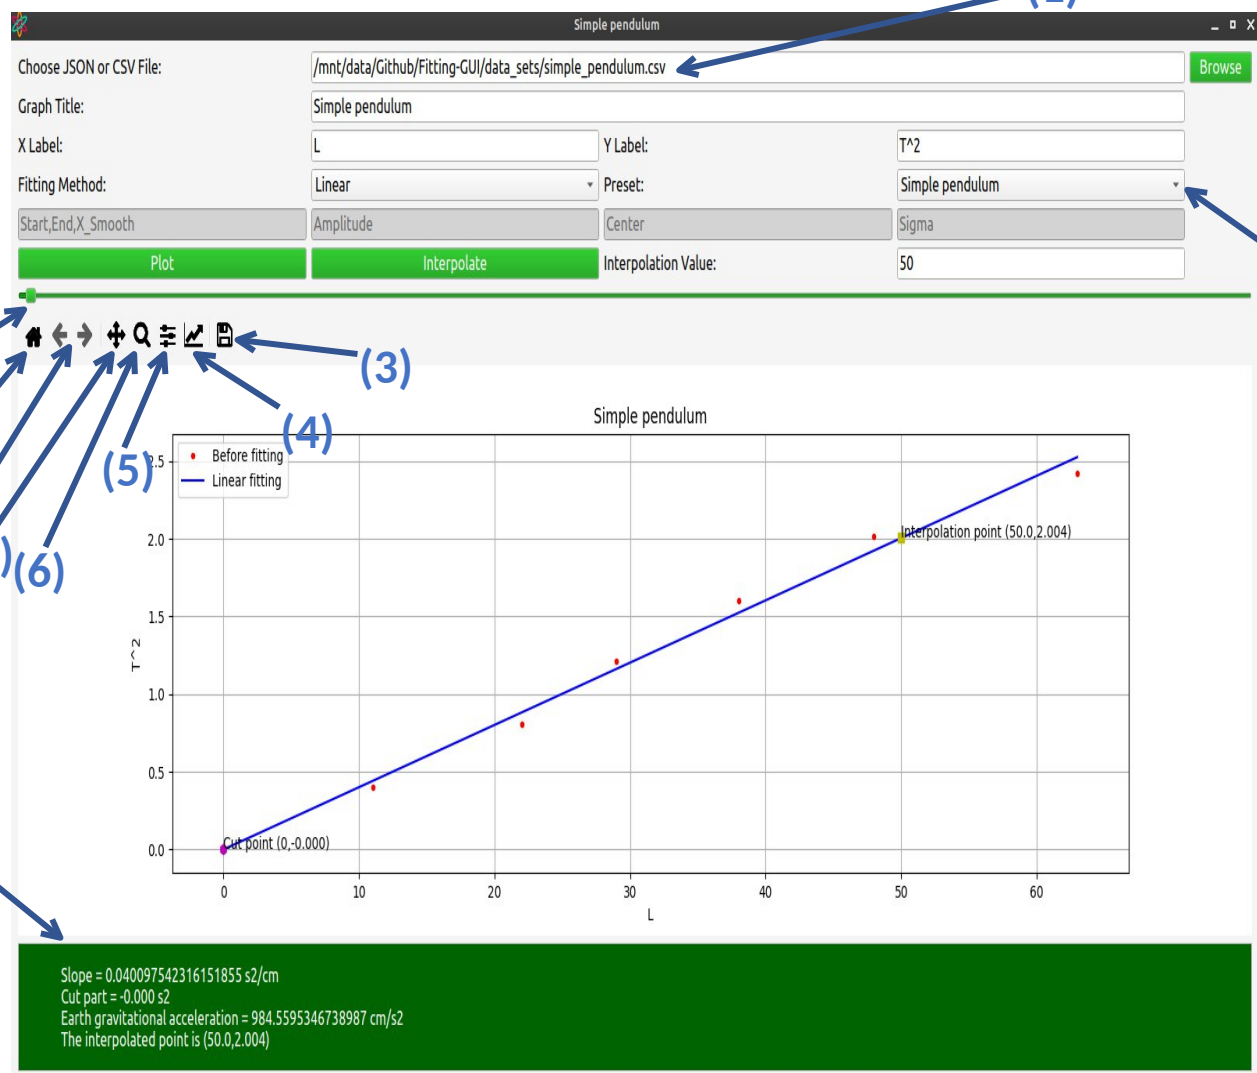 Simple pendulum
Choose JSON or CSV File: /mnt/data/Github/Fitting-GUI/data_sets/simple_pendulum.csv Browse
Graph Title: Simple pendulum
X Label: L Y Label: T^2
Fitting Method: Linear Preset: Simple pendulum
Start,End,X_Smooth Amplitude Center Sigma
Plot Interpolate Interpolation Value: 50
(3)
(4)
(5)
(6)
Simple pendulum
Before fitting
Linear fitting
2.5
2.0
1.5
1.0
0.5
0.0
T^2
Interpolation point (50.0,2.004)
Cut point (0,-0.000)
0 10 20 30 40 50 60
L
Slope = 0.040097542316151855 s2/cm
Cut part = -0.000 s2
Earth gravitational acceleration = 984.5595346738987 cm/s2
The interpolated point is (50.0,2.004)